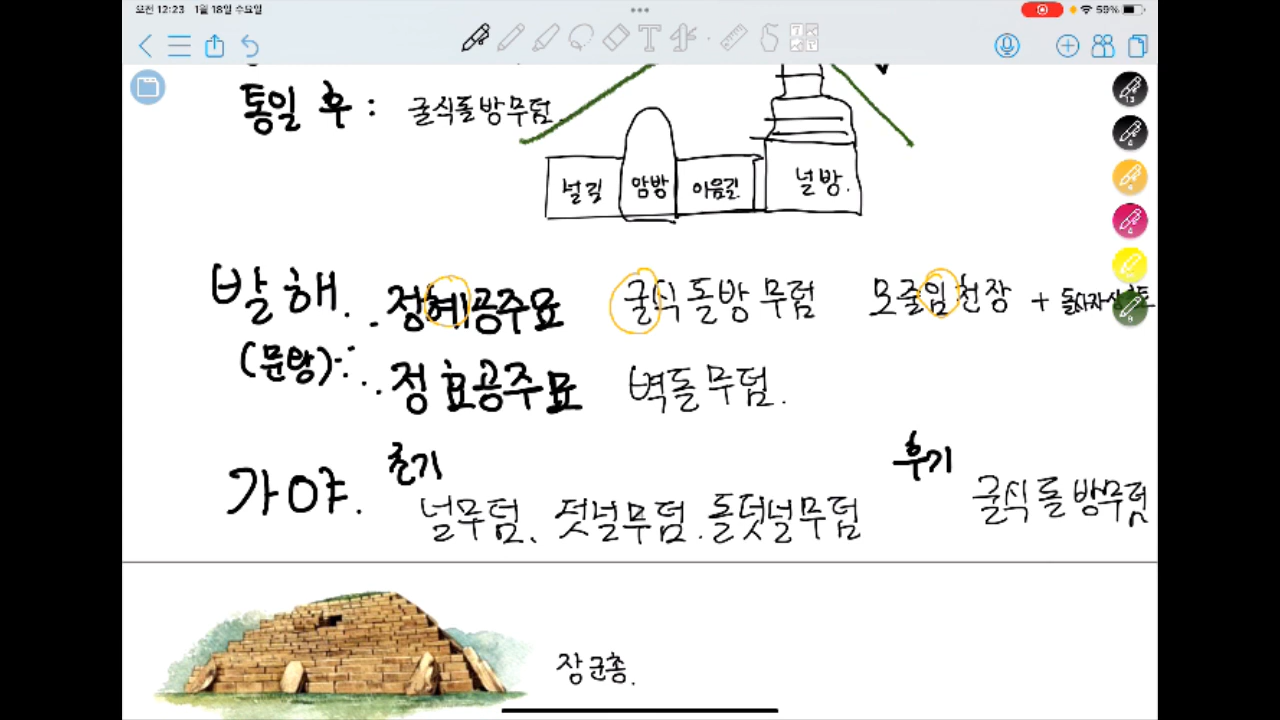 오전 12:23 1월 18일 수요일
59%
통일 후 : 굴식돌방무덤
널길 암방 이음길 널방.
발해. . 정혜공주묘 굴식돌방무덤 모줄임천장 + 돌사자상
(문왕) . 정효공주묘 벽돌무덤.
초기 후기
가야. 널무덤、 덧널무덤. 돌덧널무덤 굴식돌방무덤
장군총.